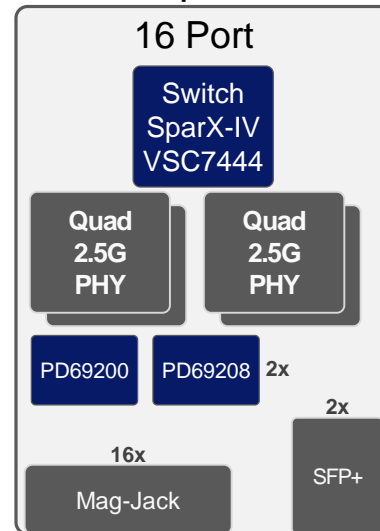 16 Port
Switch
SparX-IV
VSC7444
Quad
2.5G
PHY
Quad
2.5G
PHY
PD69200
PD69208
2x
2x
16x
Mag-Jack
SFP+